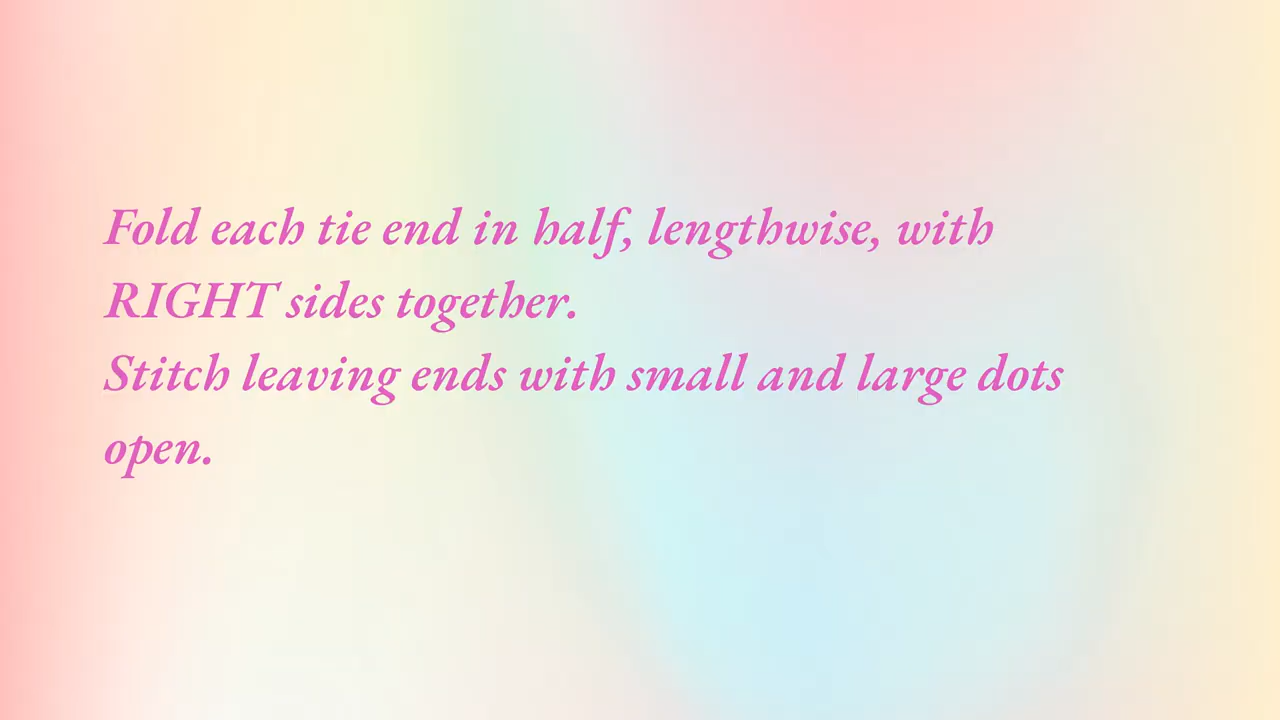 Fold each tie end in half, lengthwise, with
RIGHT sides together.
Stitch leaving ends with small and large dots
open.